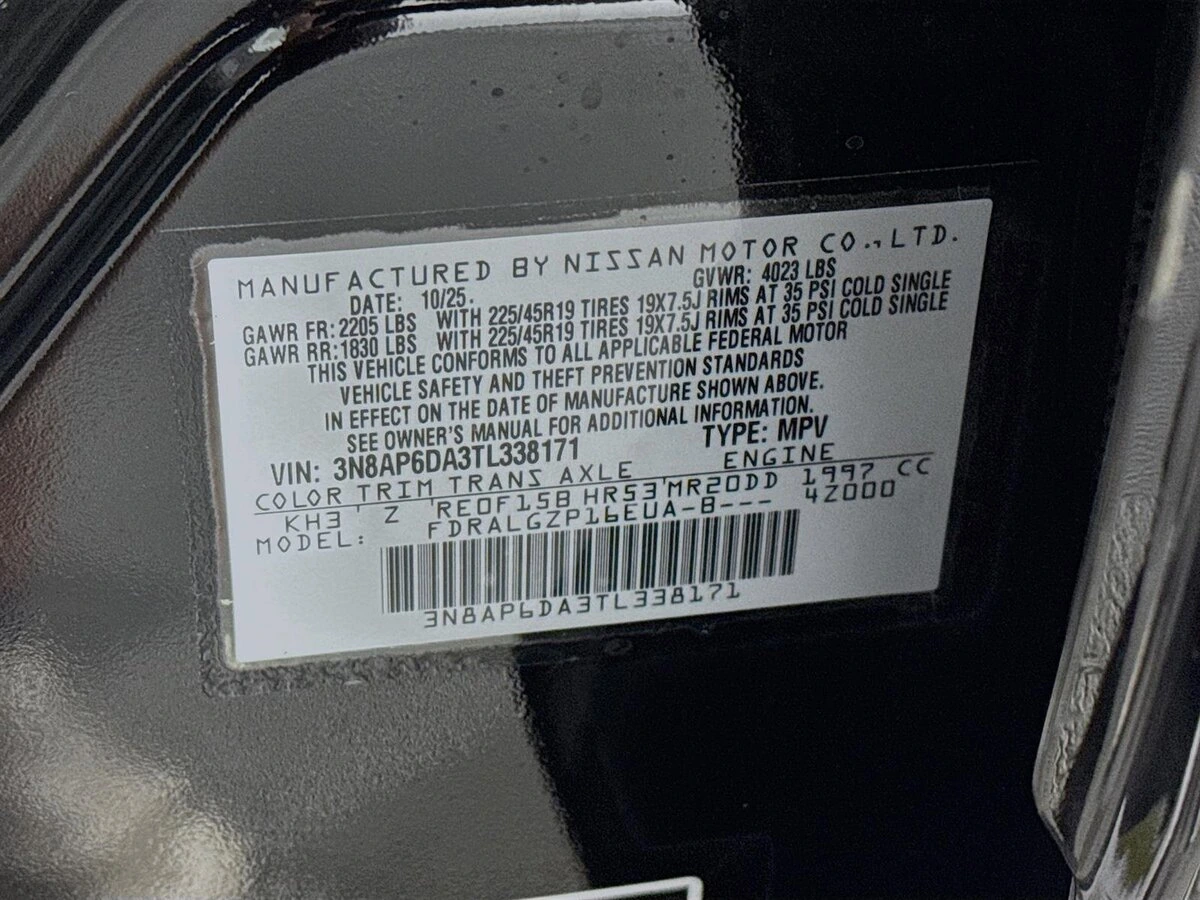 MANUFACTURED BY NISSAN MOTOR CO.,LTD.
DATE: 10/25. GVWR: 4023 LBS
GAWR FR: 2205 LBS WITH 225/45R19 TIRES 19X7.5J RIMS AT 35 PSI COLD SINGLE
GAWR RR: 1830 LBS WITH 225/45R19 TIRES 19X7.5J RIMS AT 35 PSI COLD SINGLE
THIS VEHICLE CONFORMS TO ALL APPLICABLE FEDERAL MOTOR
VEHICLE SAFETY AND THEFT PREVENTION STANDARDS
IN EFFECT ON THE DATE OF MANUFACTURE SHOWN ABOVE.
SEE OWNER'S MANUAL FOR ADDITIONAL INFORMATION.
VIN: 3N8AP6DA3TL338171 TYPE: MPV
COLOR TRIM TRANS AXLE ENGINE
KH3 Z RE0F15B HR53 MR20DD 1997 CC
MODEL: FDRALGZP16EUA-B--- 4Z000
3N8AP6DA3TL338171